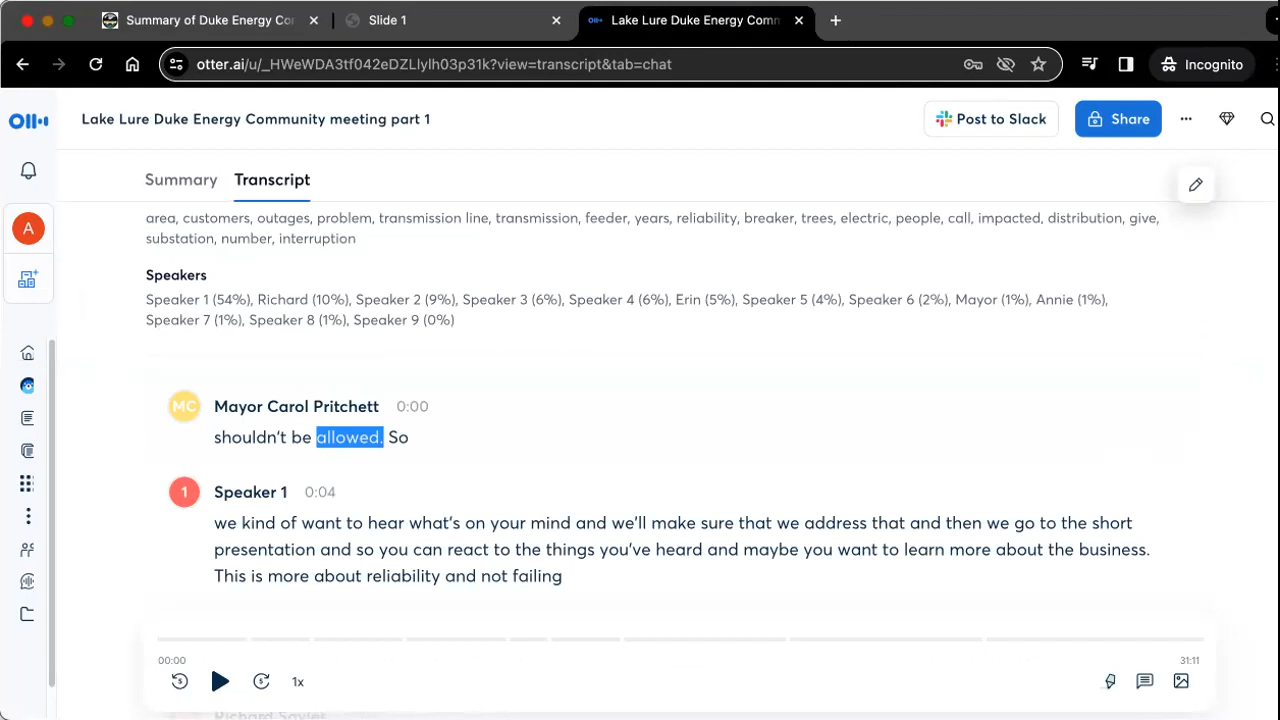 Summary of Duke Energy Co
Slide 1
Lake Lure Duke Energy Comm
otter.ai/u/_HWeWDA3tf042eDZLlylh03p31k?view=transcript&tab=chat
Incognito
Lake Lure Duke Energy Community meeting part 1
Post to Slack
Share
Summary
Transcript
A
area, customers, outages, problem, transmission line, transmission, feeder, years, reliability, breaker, trees, electric, people, call, impacted, distribution, give,
substation, number, interruption
Speakers
Speaker 1 (54%), Richard (10%), Speaker 2 (9%), Speaker 3 (6%), Speaker 4 (6%), Erin (5%), Speaker 5 (4%), Speaker 6 (2%), Mayor (1%), Annie (1%),
Speaker 7 (1%), Speaker 8 (1%), Speaker 9 (0%)
MC
Mayor Carol Pritchett 0:00
shouldn't be allowed. So
1
Speaker 1 0:04
we kind of want to hear what's on your mind and we'll make sure that we address that and then we go to the short
presentation and so you can react to the things you've heard and maybe you want to learn more about the business.
This is more about reliability and not failing
00:00
31:11
5
5
1x
Richard Sayles